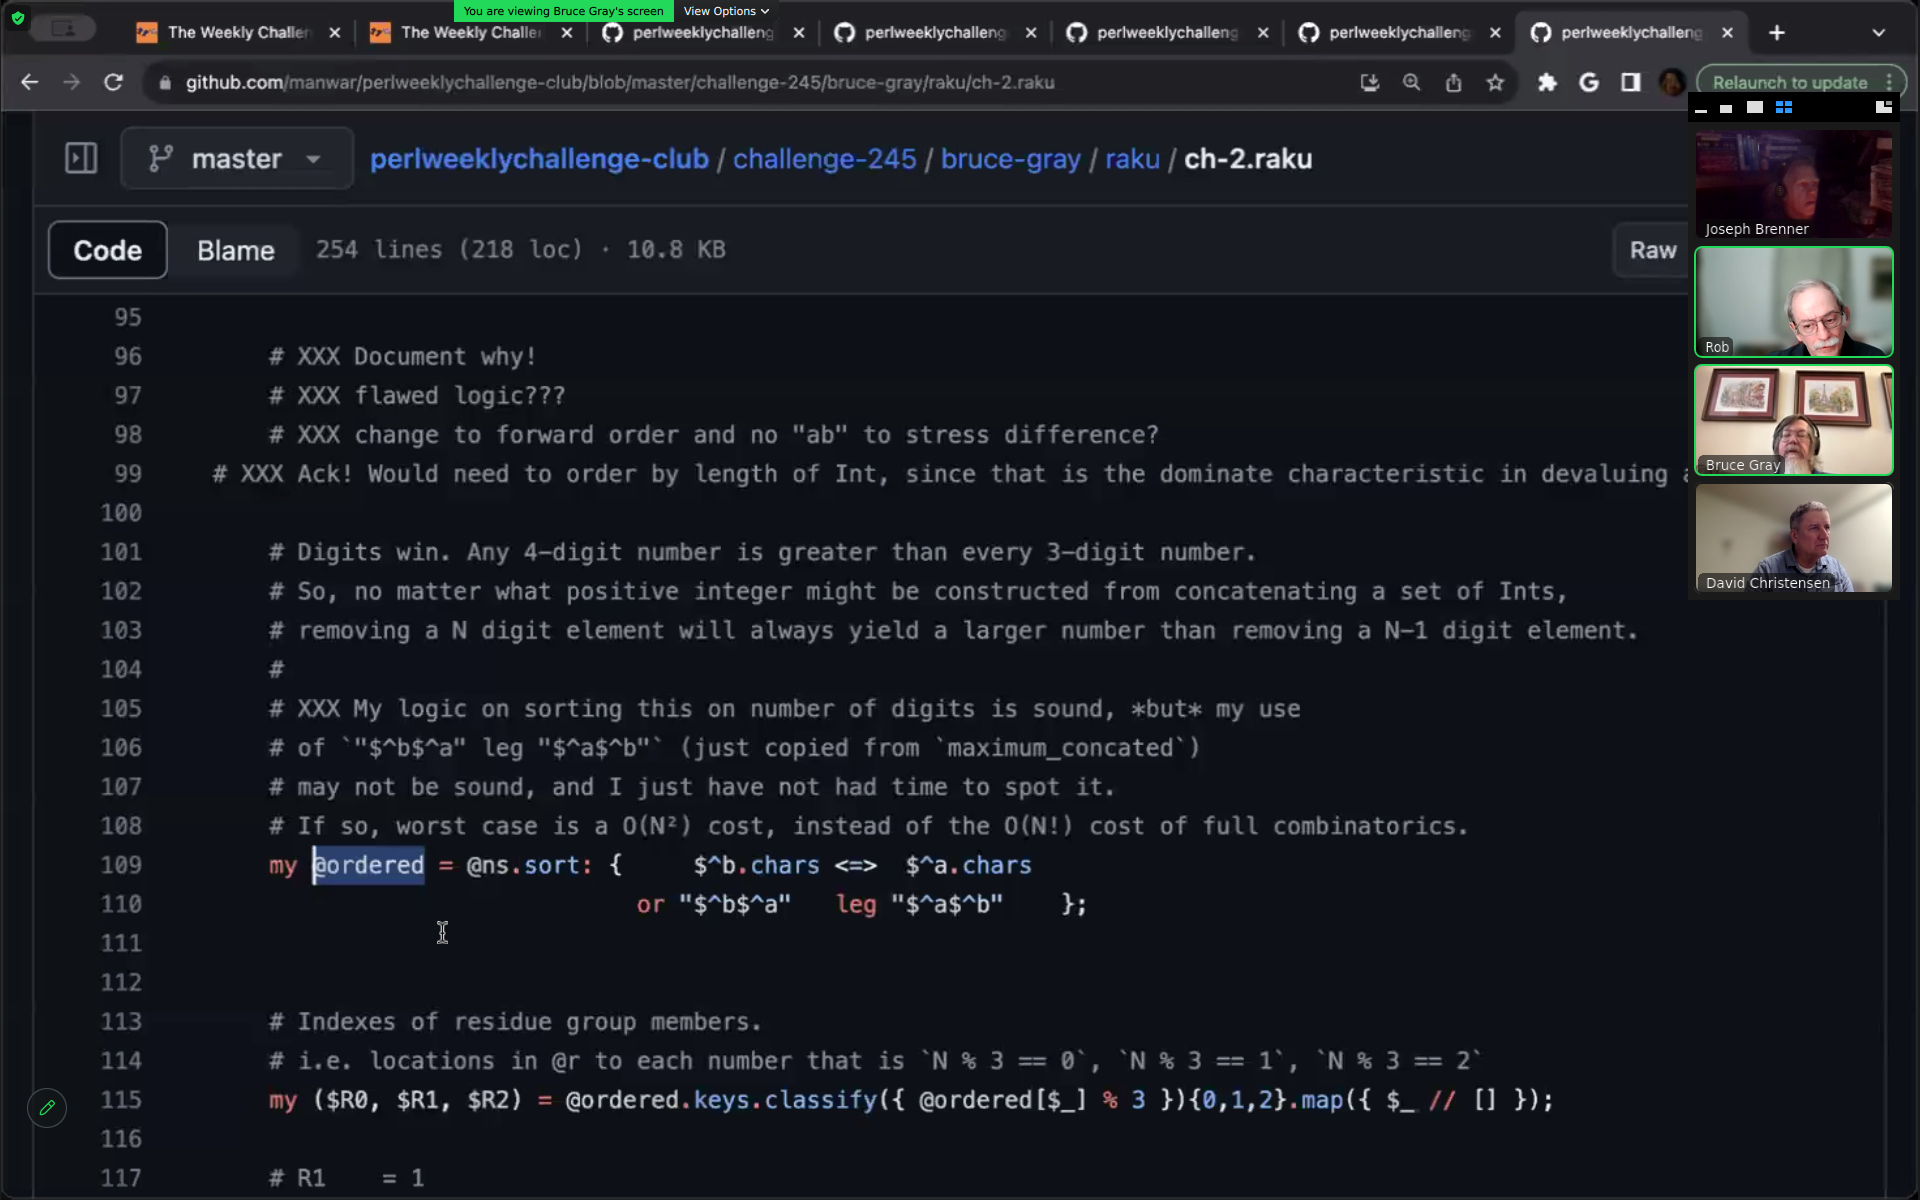 You are viewing Bruce Gray's screen View Options
The Weekly Challe
The Weekly Challe
perlweeklychalleng
perlweeklychalleng
perlweeklychalleng
perlweeklychalleng
perlweeklychalleng
github.com/manwar/perlweeklychallenge-club/blob/master/challenge-245/bruce-gray/raku/ch-2.raku
Relaunch to update
master
perlweeklychallenge-club / challenge-245 / bruce-gray / raku / ch-2.raku
Code Blame 254 lines (218 loc) · 10.8 KB
Raw
Joseph Brenner
Rob
Bruce Gray
David Christensen
95
96 # XXX Document why!
97 # XXX flawed logic???
98 # XXX change to forward order and no "ab" to stress difference?
99 # XXX Ack! Would need to order by length of Int, since that is the dominate characteristic in devaluing
100
101 # Digits win. Any 4-digit number is greater than every 3-digit number.
102 # So, no matter what positive integer might be constructed from concatenating a set of Ints,
103 # removing a N digit element will always yield a larger number than removing a N-1 digit element.
104 #
105 # XXX My logic on sorting this on number of digits is sound, *but* my use
106 # of `"$^b$^a" leg "$^a$^b"` (just copied from `maximum_concated`)
107 # may not be sound, and I just have not had time to spot it.
108 # If so, worst case is a O(N²) cost, instead of the O(N!) cost of full combinatorics.
109 my @ordered = @ns.sort: { $^b.chars <=> $^a.chars
110 or "$^b$^a" leg "$^a$^b" };
111
112
113 # Indexes of residue group members.
114 # i.e. locations in @r to each number that is `N % 3 == 0`, `N % 3 == 1`, `N % 3 == 2`
115 my ($R0, $R1, $R2) = @ordered.keys.classify({ @ordered[$_] % 3 }){0,1,2}.map({ $_ // [] });
116
117 # R1 = 1